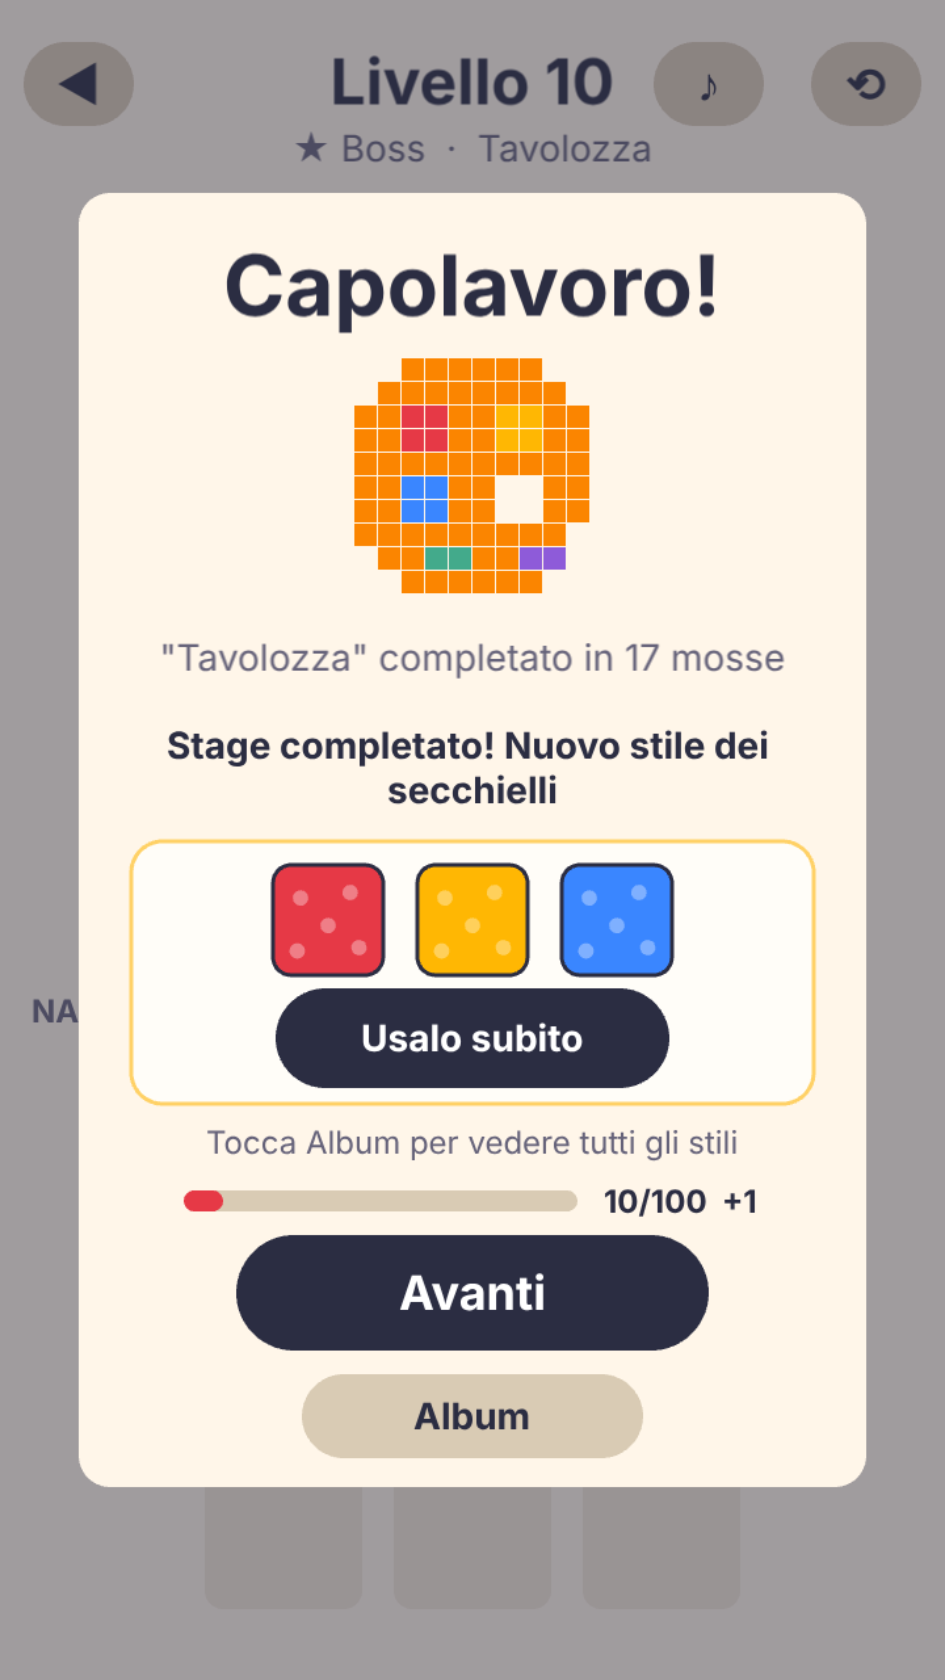 Livello 10
★ Boss · Tavolozza
Capolavoro!
"Tavolozza" completato in 17 mosse
Stage completato! Nuovo stile dei
secchielli
NA
Usalo subito
Tocca Album per vedere tutti gli stili
10/100 +1
Avanti
Album